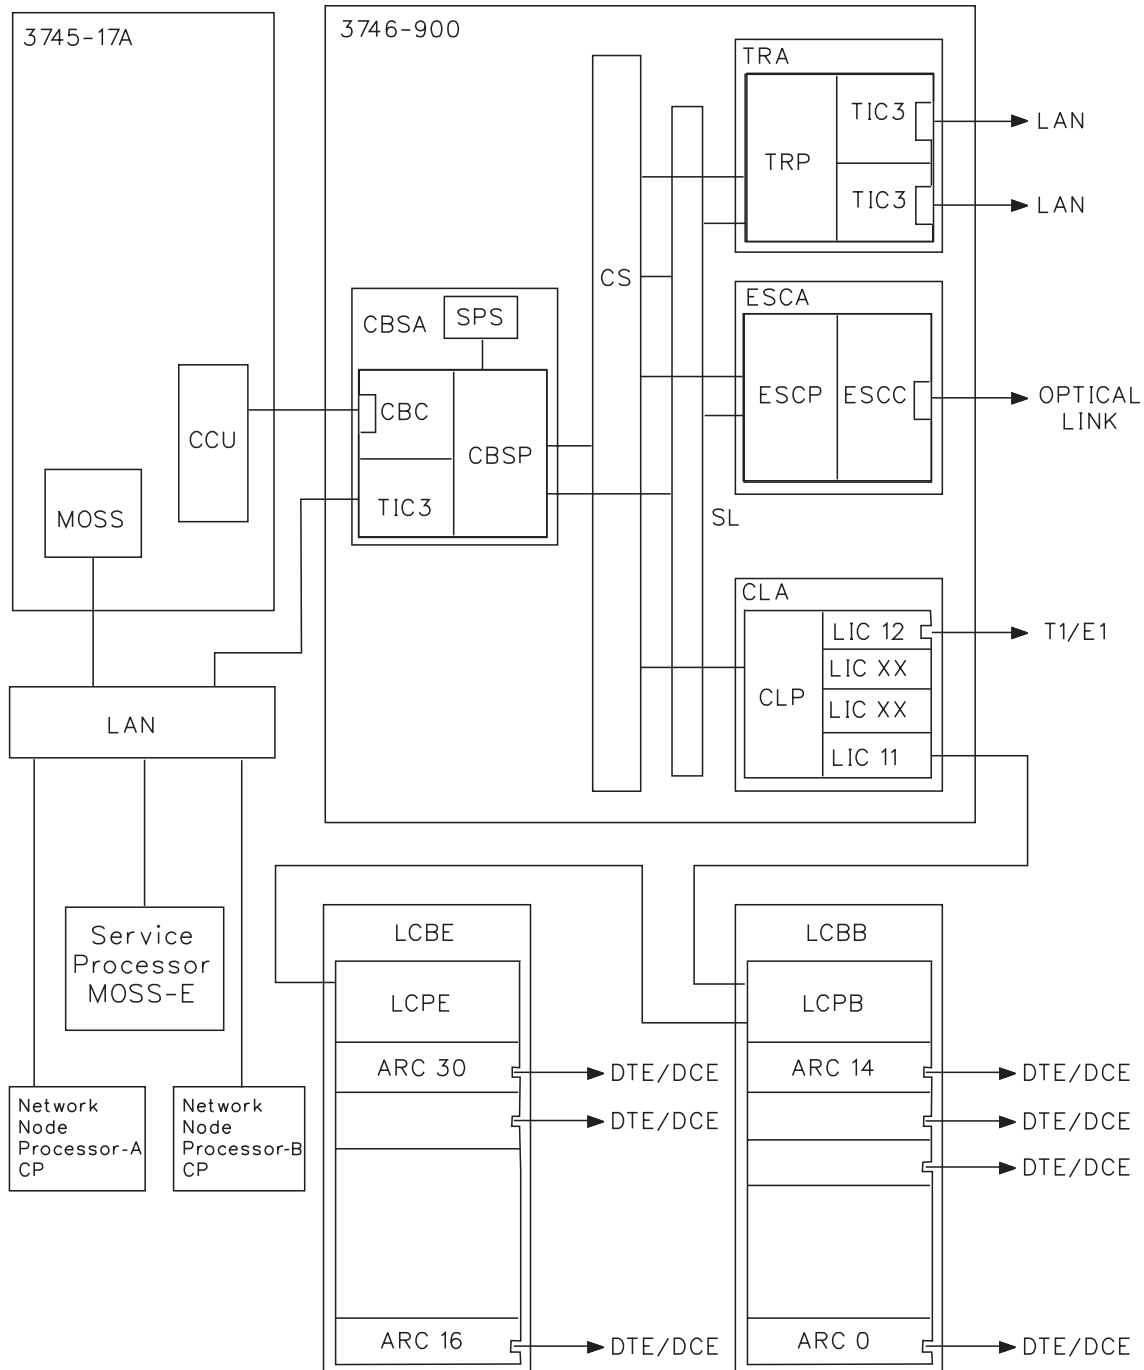 3745-17A
3746-900
TRA
TIC3
LAN
TRP
TIC3
LAN
CS
ESCA
CBSA
SPS
ESCP
ESCC
OPTICAL
LINK
CBC
CCU
CBSP
TIC3
MOSS
SL
CLA
LIC 12
T1/E1
LIC XX
CLP
LIC XX
LIC 11
LAN
Service
Processor
MOSS-E
LCBE
LCBB
LCPE
LCPB
ARC 30
DTE/DCE
ARC 14
DTE/DCE
DTE/DCE
DTE/DCE
DTE/DCE
Network
Node
Processor-A
CP
Network
Node
Processor-B
CP
ARC 16
DTE/DCE
ARC 0
DTE/DCE